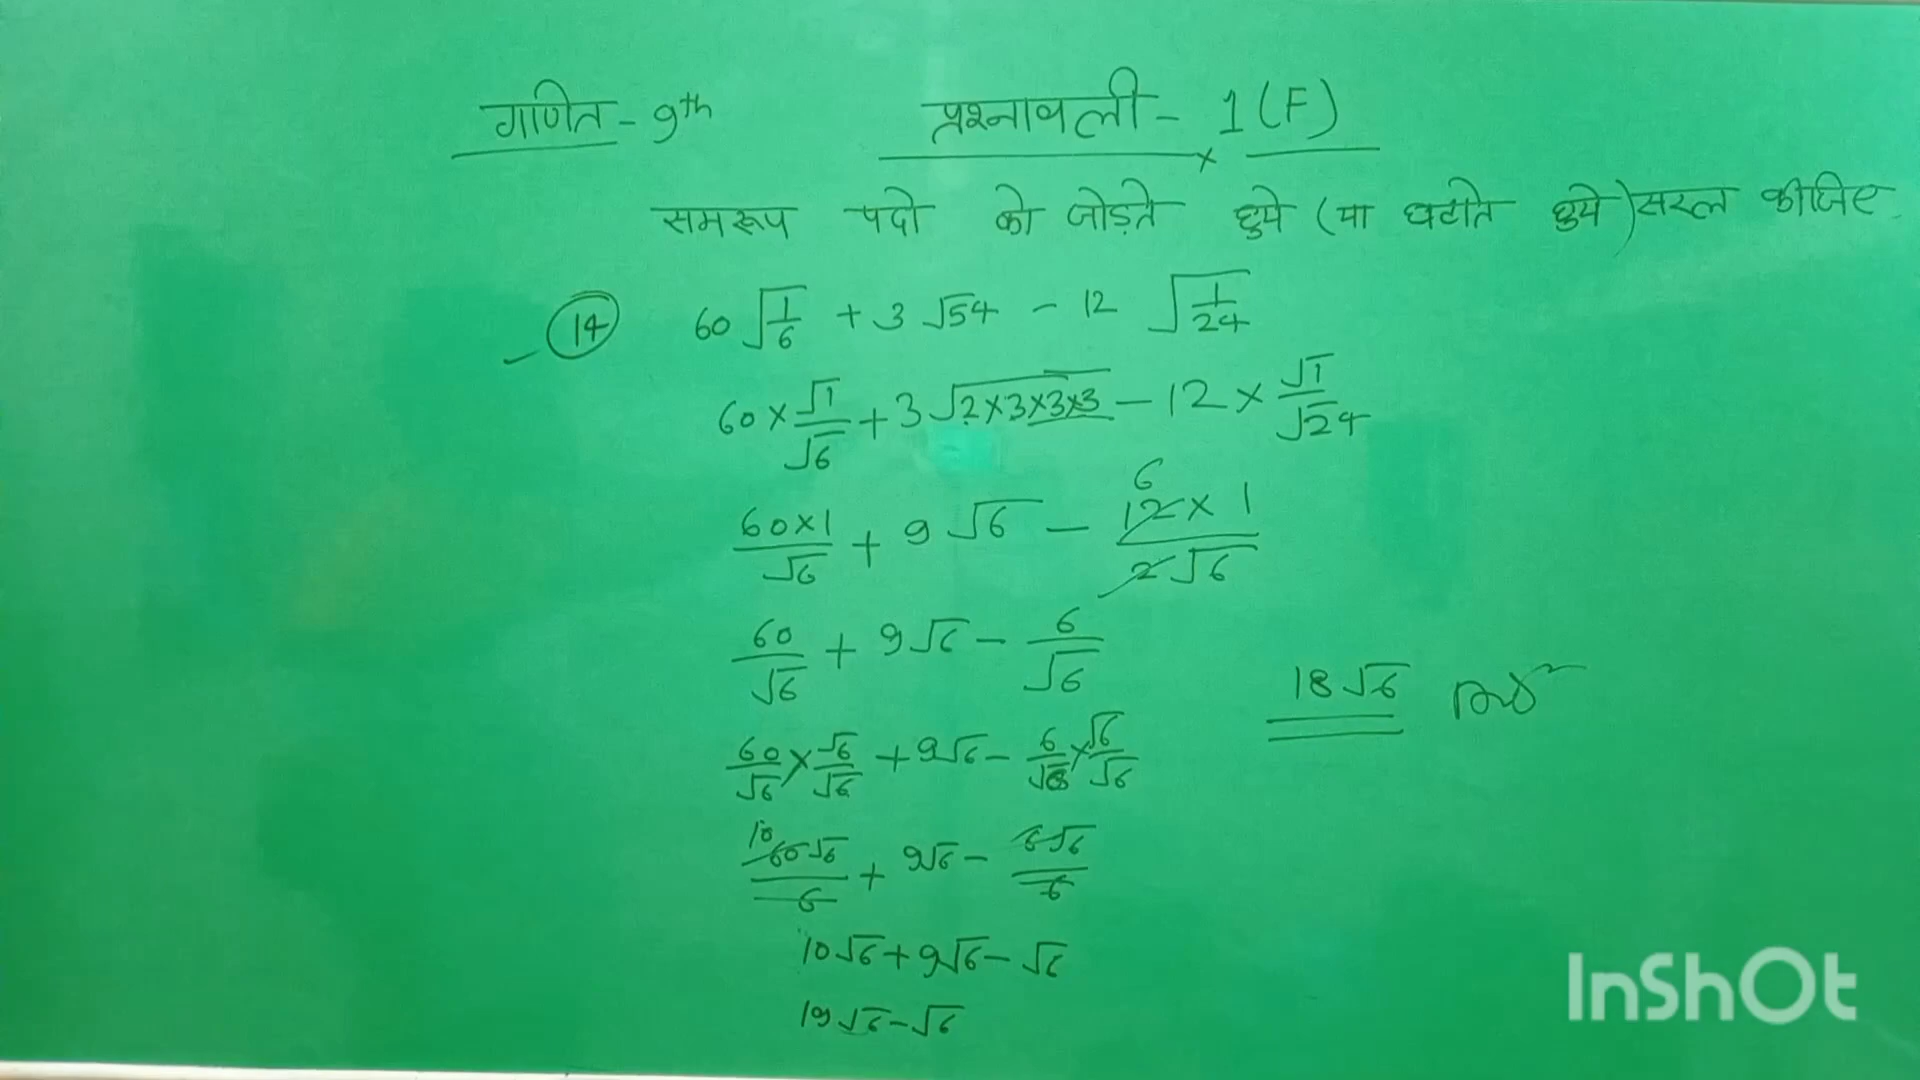 गणित - 9th प्रश्नावली - 1(F)
समरूप पदो को जोड़ते हुये (या घटाते हुये) सरल कीजिए
14 60√(1/6) + 3√54 - 12√(1/24)
60 × √1/√6 + 3√(2×3×3×3) - 12 × √1/√24
60×1/√6 + 9√6 - 12×1/2√6 6
60/√6 + 9√6 - 6/√6
18√6
60/√6 × √6/√6 + 9√6 - 6/√6 × √6/√6
10 60√6/6 + 9√6 - 6√6/6
10√6 + 9√6 - √6
19√6 - √6
InShOt